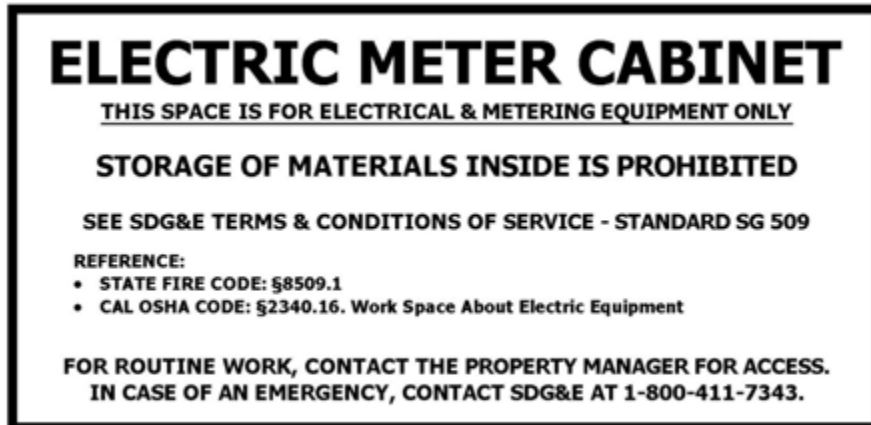 ELECTRIC METER CABINET
THIS SPACE IS FOR ELECTRICAL & METERING EQUIPMENT ONLY
STORAGE OF MATERIALS INSIDE IS PROHIBITED
SEE SDG&E TERMS & CONDITIONS OF SERVICE - STANDARD SG 509
REFERENCE:
• STATE FIRE CODE: §8509.1
• CAL OSHA CODE: §2340.16. Work Space About Electric Equipment
FOR ROUTINE WORK, CONTACT THE PROPERTY MANAGER FOR ACCESS.
IN CASE OF AN EMERGENCY, CONTACT SDG&E AT 1-800-411-7343.